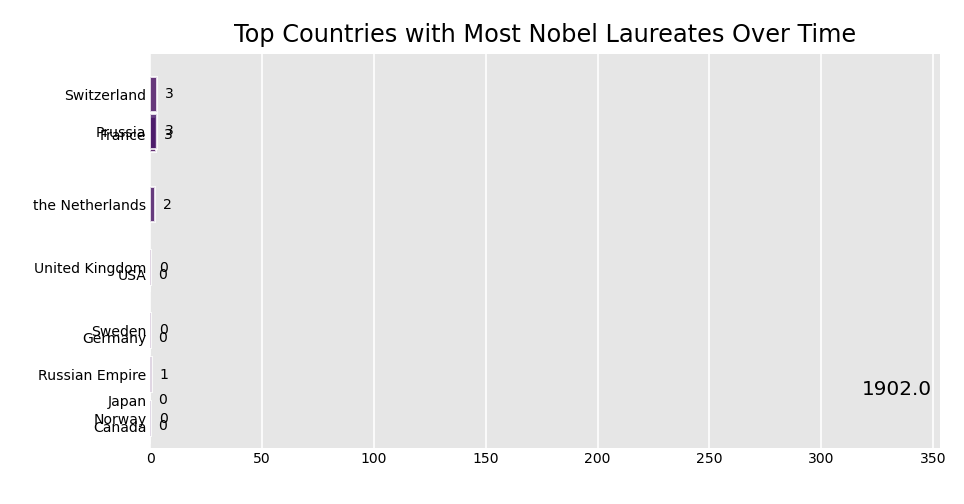 Top Countries with Most Nobel Laureates Over Time
Switzerland 3
Prussia 3
France 3
the Netherlands 2
United Kingdom 0
USA 0
Sweden 0
Germany 0
Russian Empire 1
1902.0
Japan 0
Norway 0
Canada 0
0 50 100 150 200 250 300 350